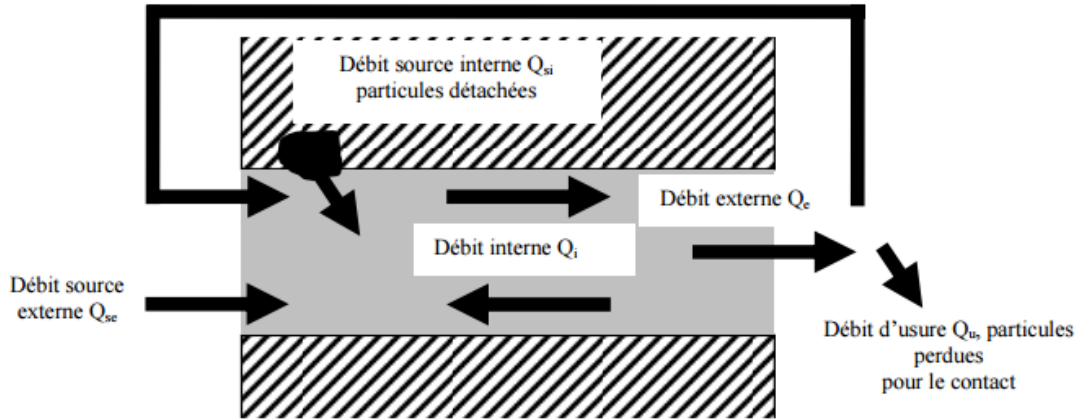 Débit source interne Qsi
particules détachées
Débit externe Qe
Débit interne Qi
Débit source
externe Qse
Débit d’usure Qu, particules
perdues
pour le contact